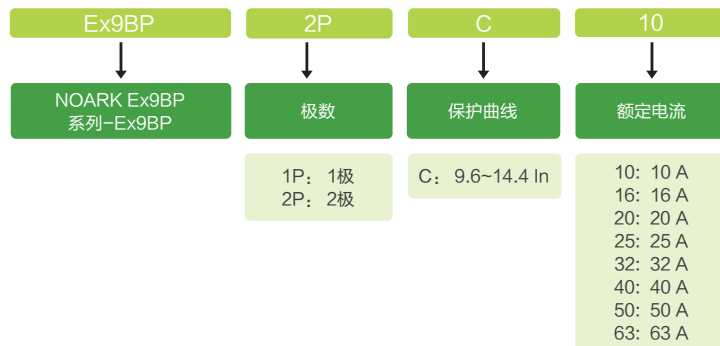 Ex9BP 2P C 10
NOARK Ex9BP
系列-Ex9BP
极数
保护曲线
额定电流
1P： 1极
2P： 2极
C： 9.6~14.4 In
10: 10 A
16: 16 A
20: 20 A
25: 25 A
32: 32 A
40: 40 A
50: 50 A
63: 63 A